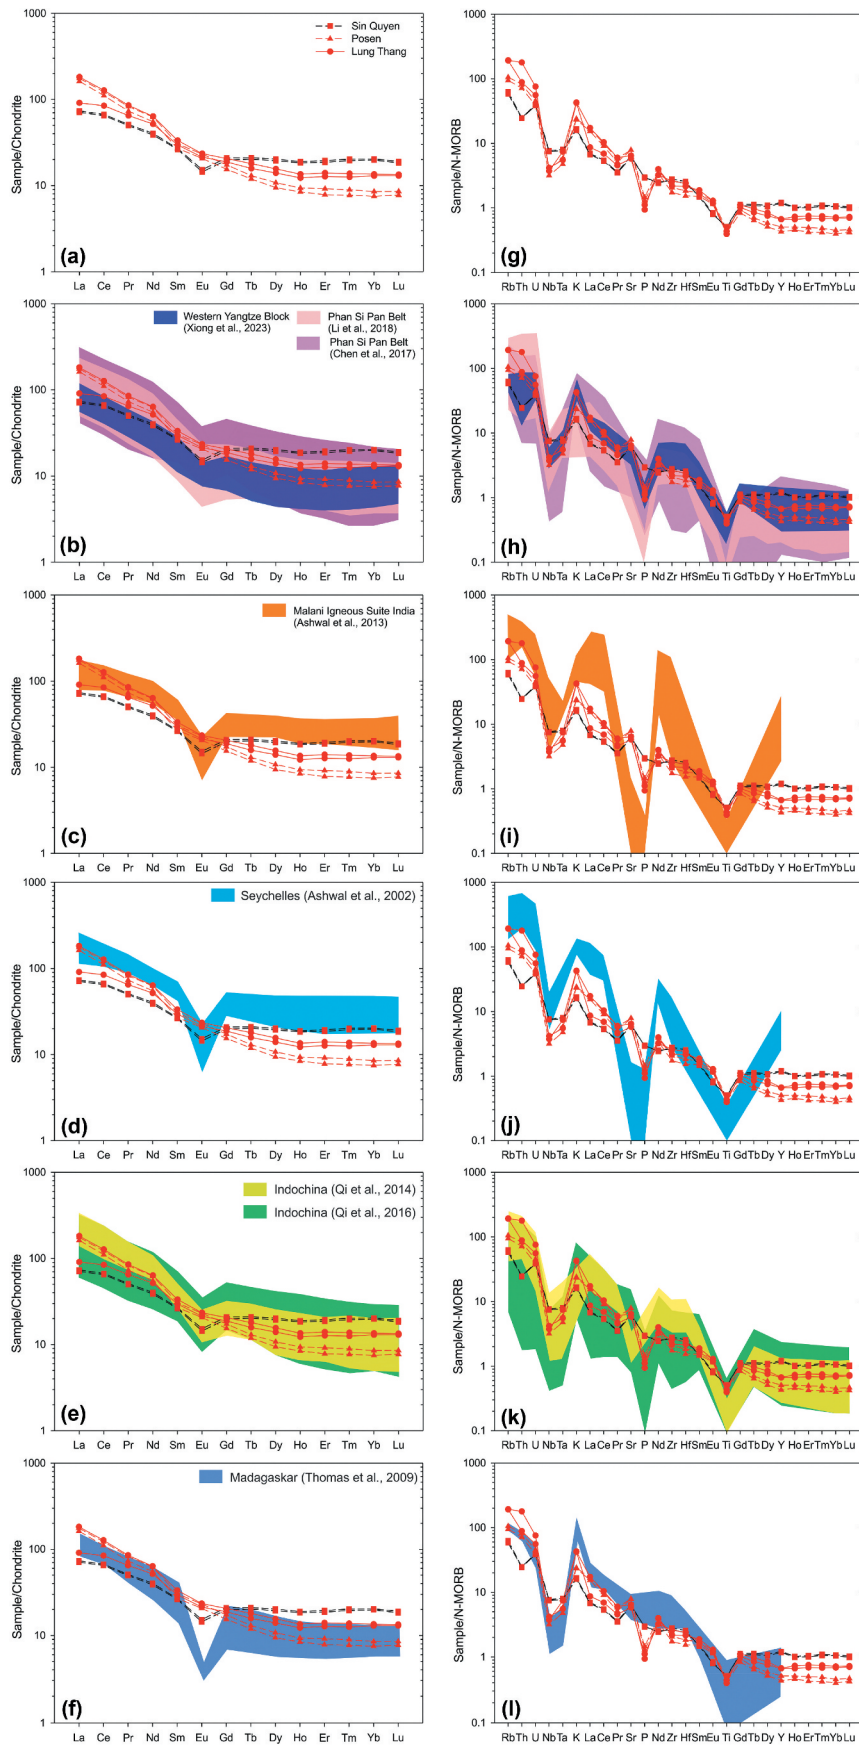 1000
100
10
1
Sample/Chondrite
Sin Quyen
Posen
Lung Thang
(a)
La Ce Pr Nd Sm Eu Gd Tb Dy Ho Er Tm Yb Lu
1000
100
10
1
0.1
Sample/N-MORB
(g)
Rb Th U Nb Ta K La Ce Pr Sr P Nd Zr Hf Sm Eu Ti Gd Tb Dy Y Ho Er Tm Yb Lu
1000
100
10
1
Sample/Chondrite
Western Yangtze Block
(Xiong et al., 2023)
Phan Si Pan Belt
(Li et al., 2018)
Phan Si Pan Belt
(Chen et al., 2017)
(b)
La Ce Pr Nd Sm Eu Gd Tb Dy Ho Er Tm Yb Lu
1000
100
10
1
0.1
Sample/N-MORB
(h)
Rb Th U Nb Ta K La Ce Pr Sr P Nd Zr Hf Sm Eu Ti Gd Tb Dy Y Ho Er Tm Yb Lu
1000
100
10
1
Sample/Chondrite
Malani Igneous Suite India
(Ashwal et al., 2013)
(c)
La Ce Pr Nd Sm Eu Gd Tb Dy Ho Er Tm Yb Lu
1000
100
10
1
0.1
Sample/N-MORB
(i)
Rb Th U Nb Ta K La Ce Pr Sr P Nd Zr Hf Sm Eu Ti Gd Tb Dy Y Ho Er Tm Yb Lu
1000
100
10
1
Sample/Chondrite
Seychelles (Ashwal et al., 2002)
(d)
La Ce Pr Nd Sm Eu Gd Tb Dy Ho Er Tm Yb Lu
1000
100
10
1
0.1
Sample/N-MORB
(j)
Rb Th U Nb Ta K La Ce Pr Sr P Nd Zr Hf Sm Eu Ti Gd Tb Dy Y Ho Er Tm Yb Lu
1000
100
10
1
Sample/Chondrite
Indochina (Qi et al., 2014)
Indochina (Qi et al., 2016)
(e)
La Ce Pr Nd Sm Eu Gd Tb Dy Ho Er Tm Yb Lu
1000
100
10
1
0.1
Sample/N-MORB
(k)
Rb Th U Nb Ta K La Ce Pr Sr P Nd Zr Hf Sm Eu Ti Gd Tb Dy Y Ho Er Tm Yb Lu
1000
100
10
1
Sample/Chondrite
Madagaskar (Thomas et al., 2009)
(f)
La Ce Pr Nd Sm Eu Gd Tb Dy Ho Er Tm Yb Lu
1000
100
10
1
0.1
Sample/N-MORB
(l)
Rb Th U Nb Ta K La Ce Pr Sr P Nd Zr Hf Sm Eu Ti Gd Tb Dy Y Ho Er Tm Yb Lu